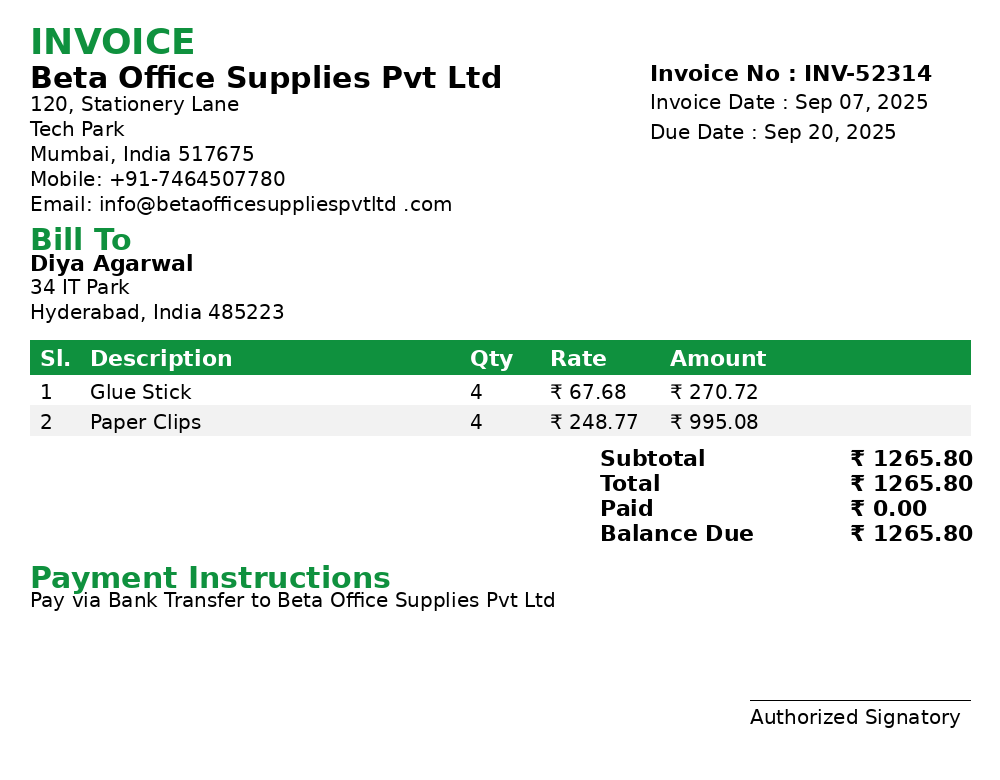 INVOICE
Beta Office Supplies Pvt Ltd
120, Stationery Lane
Tech Park
Mumbai, India 517675
Mobile: +91-7464507780
Email: info@betaofficesuppliespvtltd .com
Invoice No : INV-52314
Invoice Date : Sep 07, 2025
Due Date : Sep 20, 2025
Bill To
Diya Agarwal
34 IT Park
Hyderabad, India 485223
Sl. Description Qty Rate Amount
1 Glue Stick 4 ₹ 67.68 ₹ 270.72
2 Paper Clips 4 ₹ 248.77 ₹ 995.08
Subtotal ₹ 1265.80
Total ₹ 1265.80
Paid ₹ 0.00
Balance Due ₹ 1265.80
Payment Instructions
Pay via Bank Transfer to Beta Office Supplies Pvt Ltd
Authorized Signatory